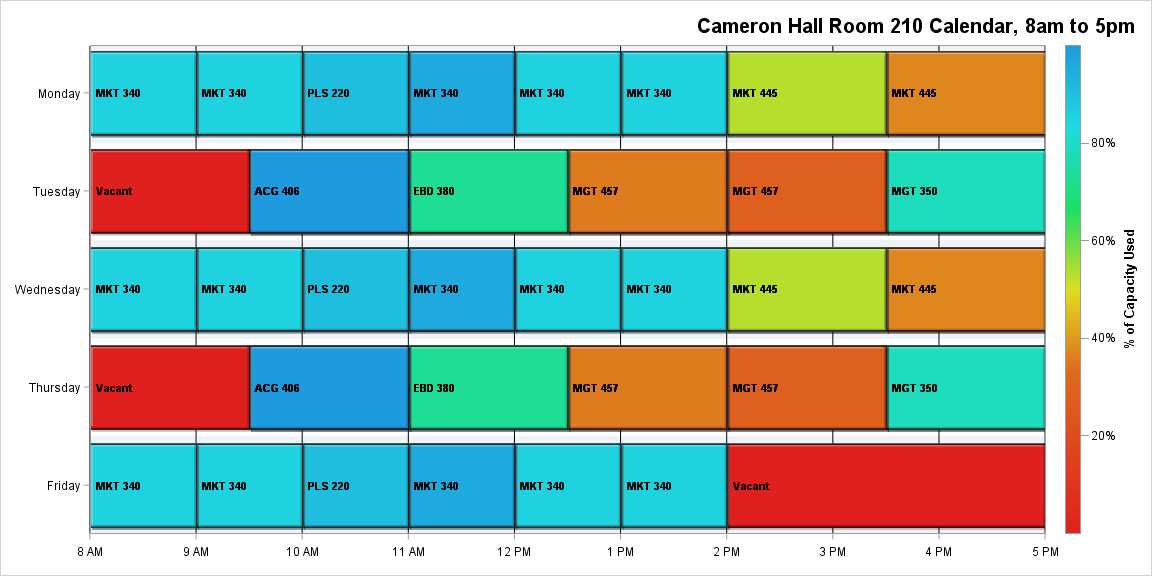 Cameron Hall Room 210 Calendar, 8am to 5pm
Monday
MKT 340
MKT 340
PLS 220
MKT 340
MKT 340
MKT 340
MKT 445
MKT 445
Tuesday
Vacant
ACG 406
EBD 380
MGT 457
MGT 457
MGT 350
Wednesday
MKT 340
MKT 340
PLS 220
MKT 340
MKT 340
MKT 340
MKT 445
MKT 445
Thursday
Vacant
ACG 406
EBD 380
MGT 457
MGT 457
MGT 350
Friday
MKT 340
MKT 340
PLS 220
MKT 340
MKT 340
MKT 340
Vacant
8 AM
9 AM
10 AM
11 AM
12 PM
1 PM
2 PM
3 PM
4 PM
5 PM
80%
60%
40%
20%
% of Capacity Used